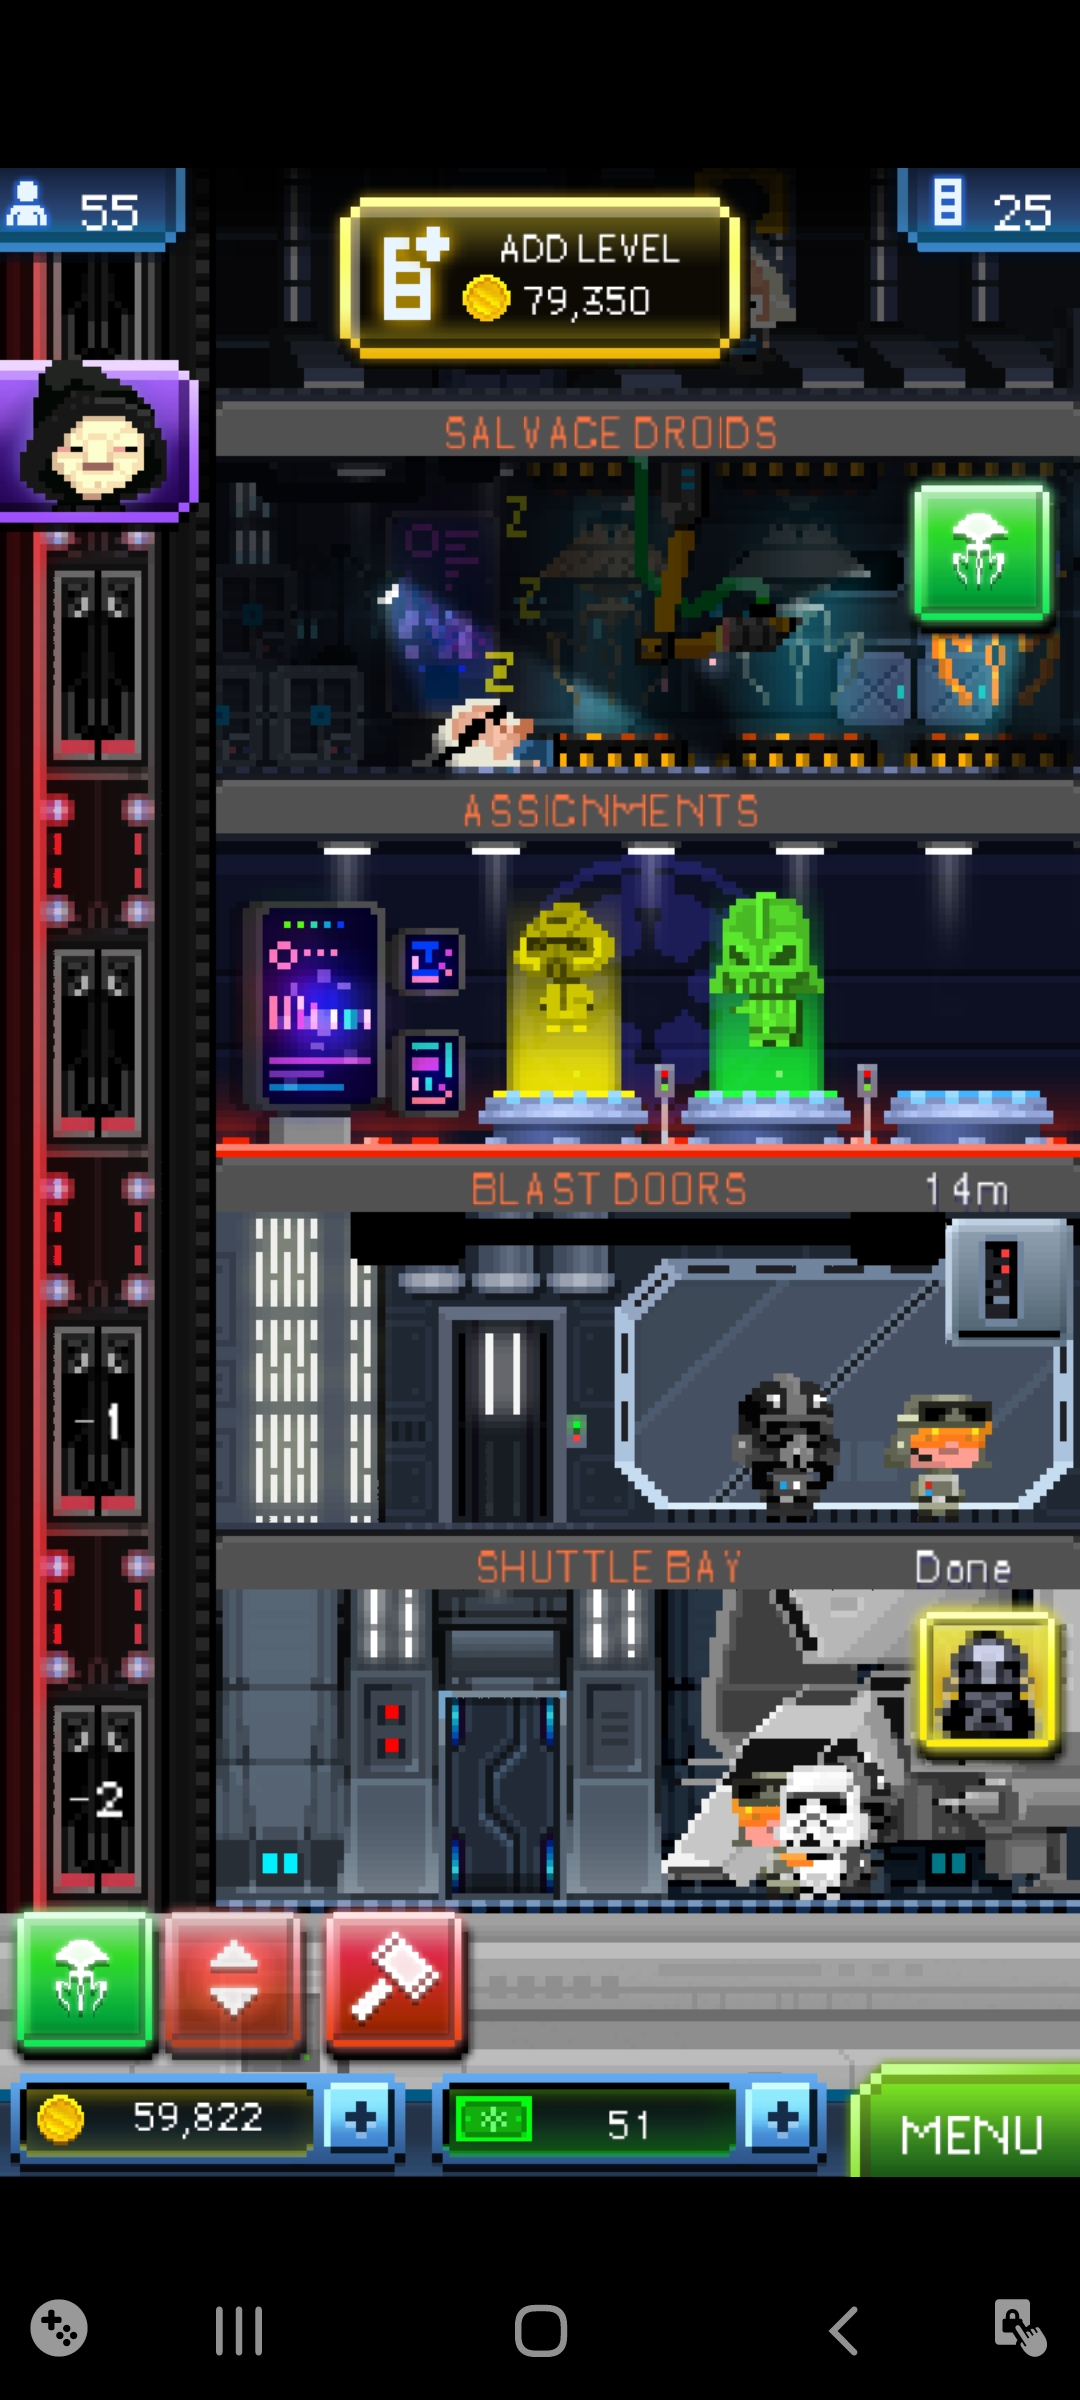 55
ADD LEVEL
79,350
25
SALVAGE DROIDS
Z
Z
Z
ASSIGNMENTS
BLAST DOORS 14m
-1
SHUTTLE BAY Done
-2
59,822
51
MENU